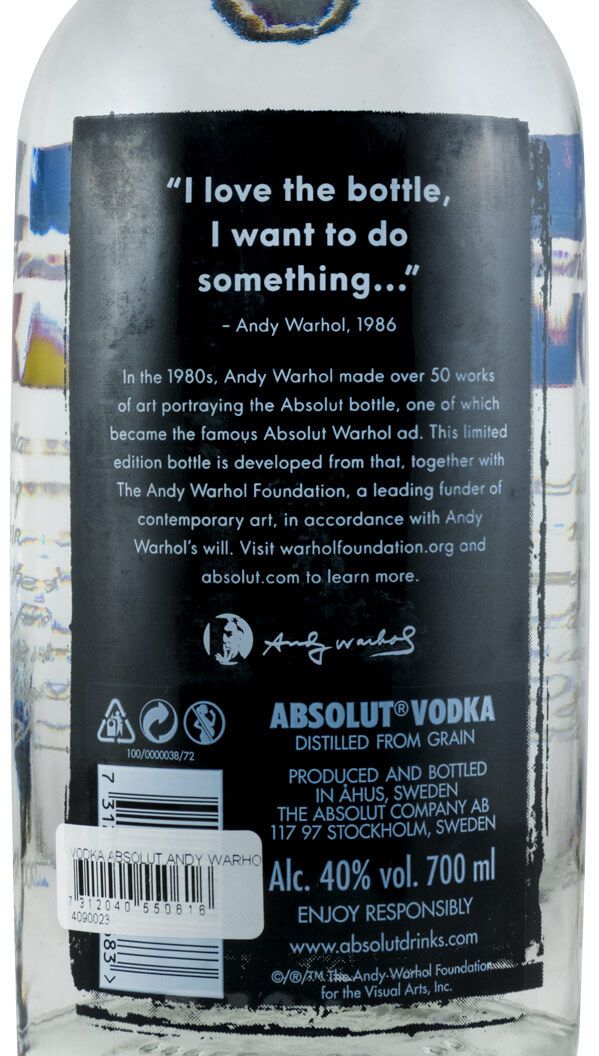 “I love the bottle,
I want to do
something...”
– Andy Warhol, 1986
In the 1980s, Andy Warhol made over 50 works
of art portraying the Absolut bottle, one of which
became the famous Absolut Warhol ad. This limited
edition bottle is developed from that, together with
The Andy Warhol Foundation, a leading funder of
contemporary art, in accordance with Andy
Warhol’s will. Visit warholfoundation.org and
absolut.com to learn more.
Andy Warhol
100/0000038/72
ABSOLUT® VODKA
DISTILLED FROM GRAIN
PRODUCED AND BOTTLED
IN ÅHUS, SWEDEN
THE ABSOLUT COMPANY AB
117 97 STOCKHOLM, SWEDEN
Alc. 40% vol. 700 ml
ENJOY RESPONSIBLY
www.absolutdrinks.com
©/®/™ The Andy Warhol Foundation
for the Visual Arts, Inc.
VODKA ABSOLUT ANDY WARHO
7 312040 550616
4090023